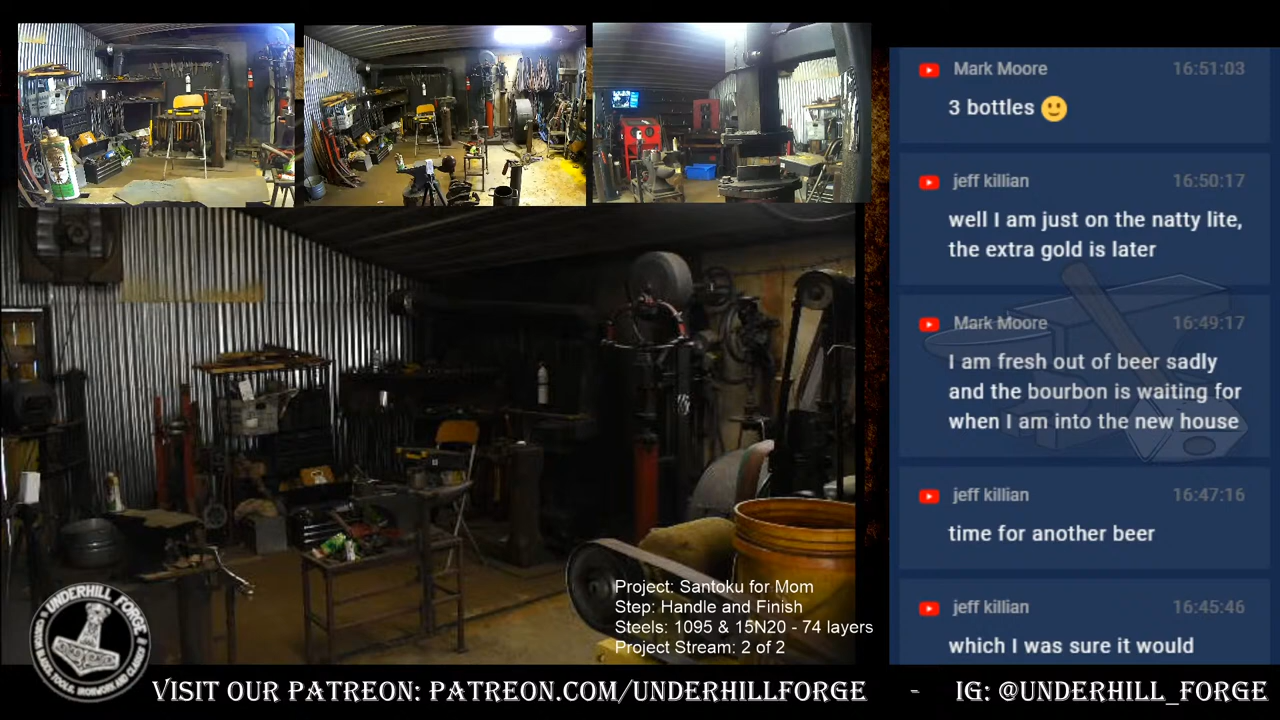 Mark Moore 16:51:03
3 bottles 🙂
jeff killian 16:50:17
well I am just on the natty lite,
the extra gold is later
Mark Moore 16:49:17
I am fresh out of beer sadly
and the bourbon is waiting for
when I am into the new house
jeff killian 16:47:16
time for another beer
jeff killian 16:45:46
which I was sure it would
Project: Santoku for Mom
Step: Handle and Finish
Steels: 1095 & 15N20 - 74 layers
Project Stream: 2 of 2
UNDERHILL FORGE
VISIT OUR PATREON: PATREON.COM/UNDERHILLFORGE - IG: @UNDERHILL_FORGE